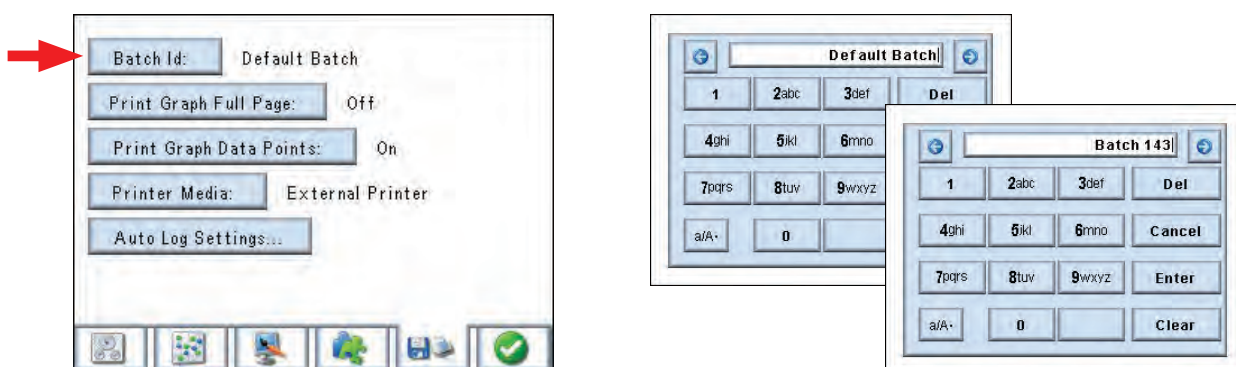 Batch Id: Default Batch
Print Graph Full Page: Off
Print Graph Data Points: On
Printer Media: External Printer
Auto Log Settings...
Default Batch
1 2abc 3def Del
4ghi 5jkl 6mno
7pqrs 8tuv 9wxyz
a/A· 0
Batch 143
1 2abc 3def Del
4ghi 5jkl 6mno Cancel
7pqrs 8tuv 9wxyz Enter
a/A· 0 Clear